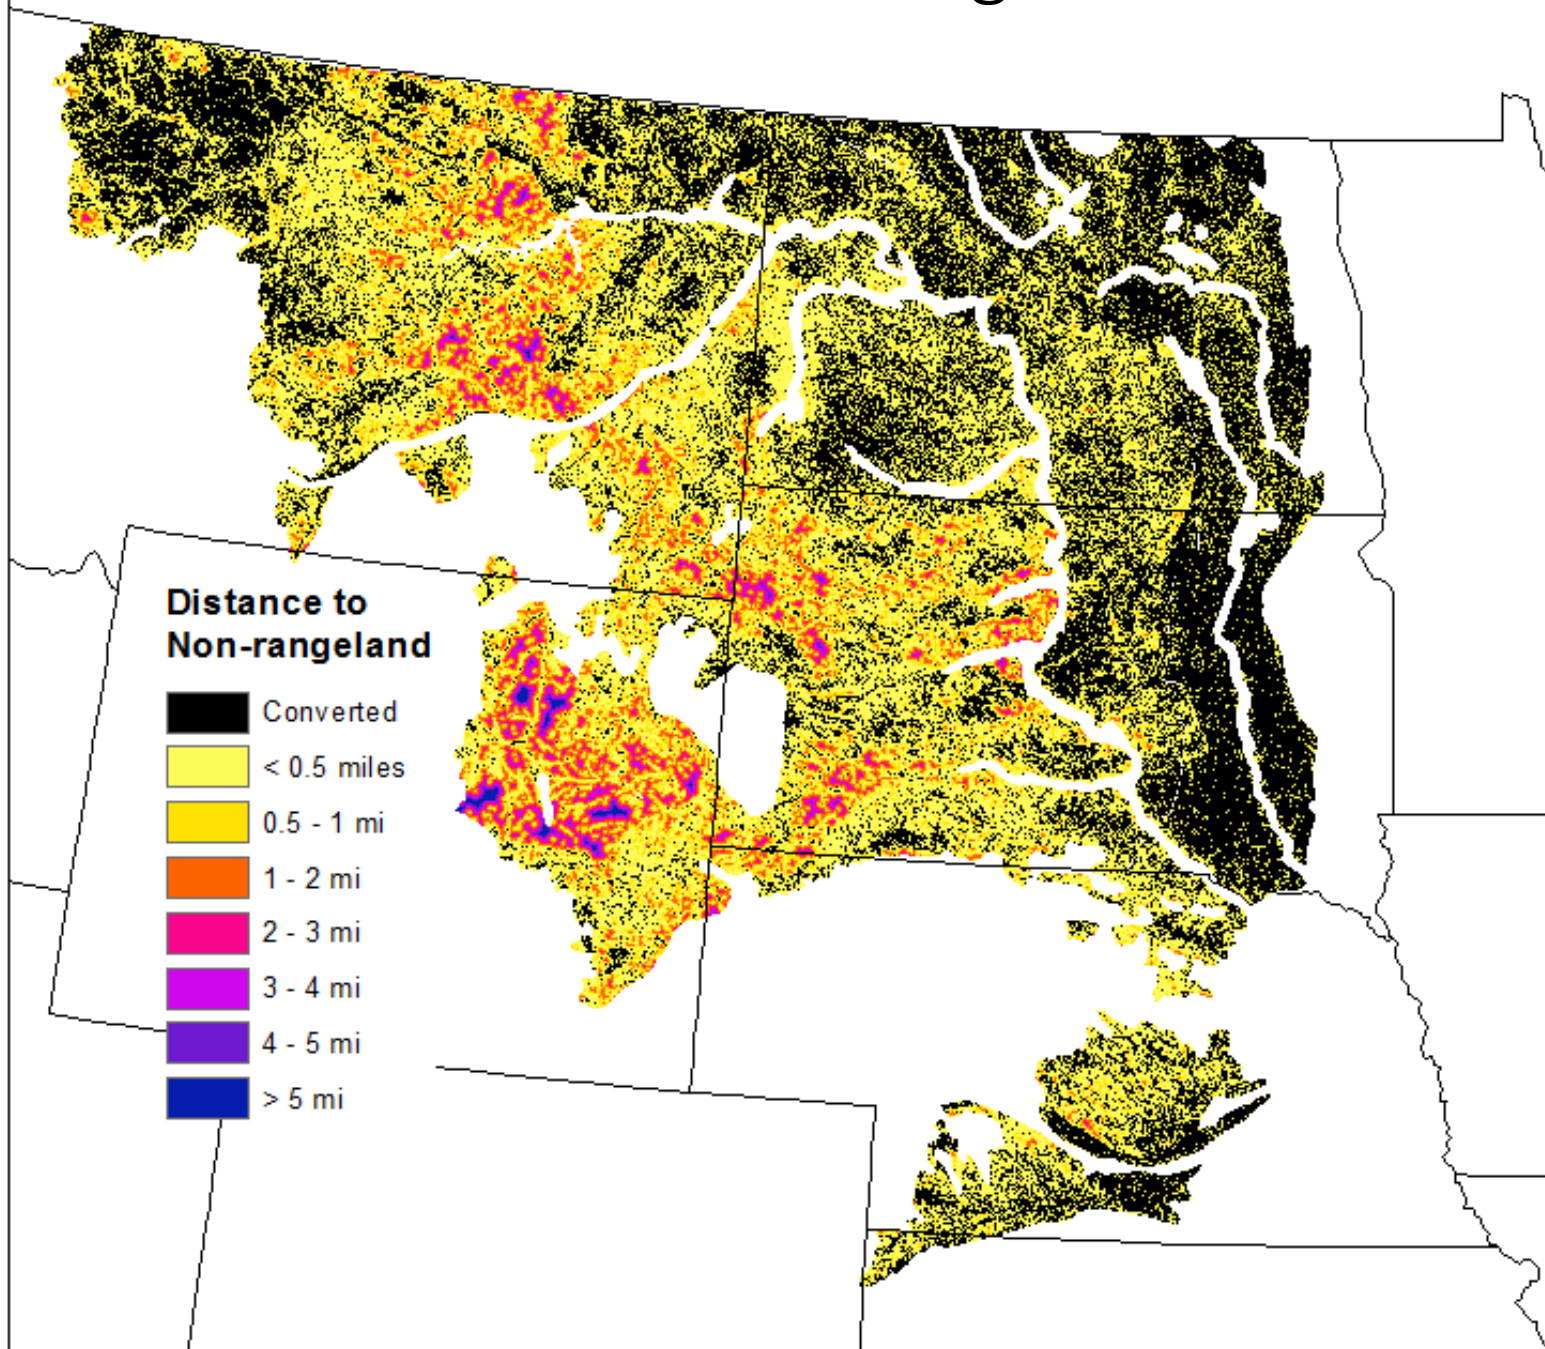 Distance to
Non-rangeland
Converted
< 0.5 miles
0.5 - 1 mi
1 - 2 mi
2 - 3 mi
3 - 4 mi
4 - 5 mi
> 5 mi